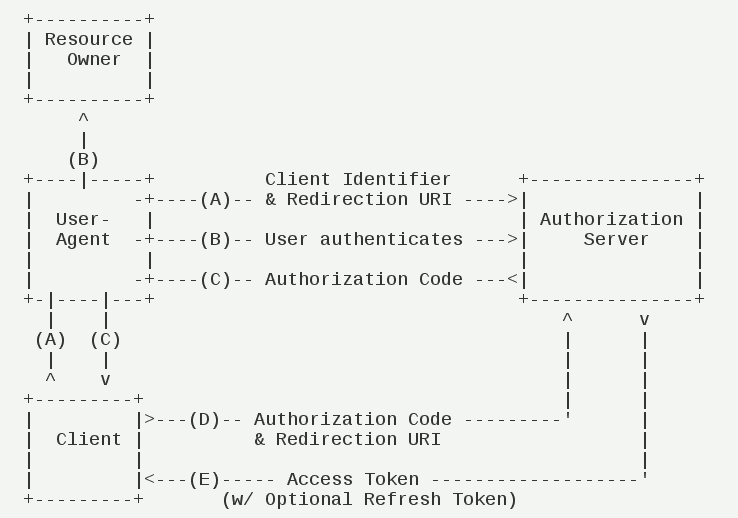 +----------+
| Resource |
|   Owner  |
|          |
+----------+
     ^
     |
    (B)
+----|-----+          Client Identifier      +---------------+
|         -+----(A)-- & Redirection URI ---->|               |
|  User-   |                                 | Authorization |
|  Agent  -+----(B)-- User authenticates --->|     Server    |
|          |                                 |               |
|         -+----(C)-- Authorization Code ---<|               |
+-|----|---+                                 +---------------+
  |    |                                         ^      v
 (A)  (C)                                        |      |
  |    |                                         |      |
  ^    v                                         |      |
+---------+                                      |      |
|         |>---(D)-- Authorization Code ---------'      |
|  Client |          & Redirection URI                  |
|         |                                             |
|         |<---(E)----- Access Token -------------------'
+---------+       (w/ Optional Refresh Token)